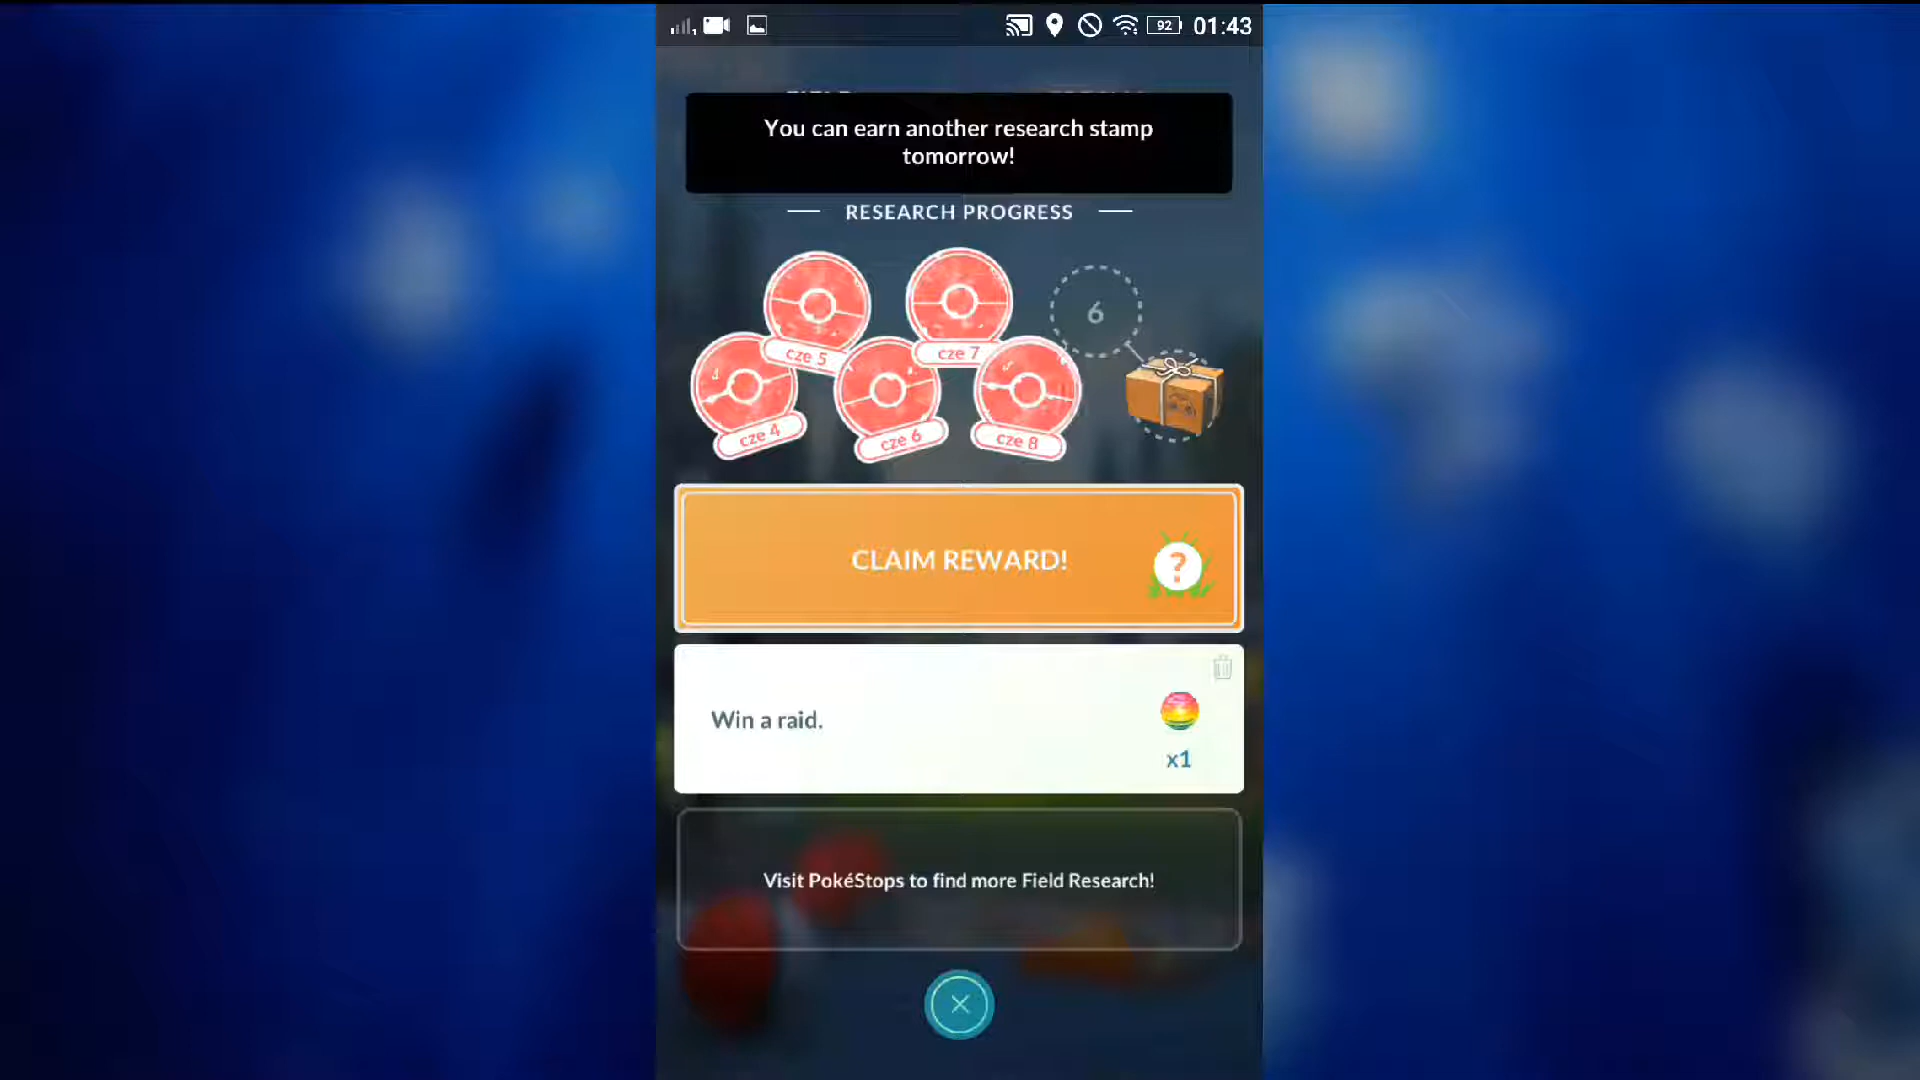 92 01:43
You can earn another research stamp
tomorrow!
RESEARCH PROGRESS
cze 4
cze 5
cze 6
cze 7
cze 8
6
CLAIM REWARD!
?
Win a raid.
x1
Visit PokéStops to find more Field Research!